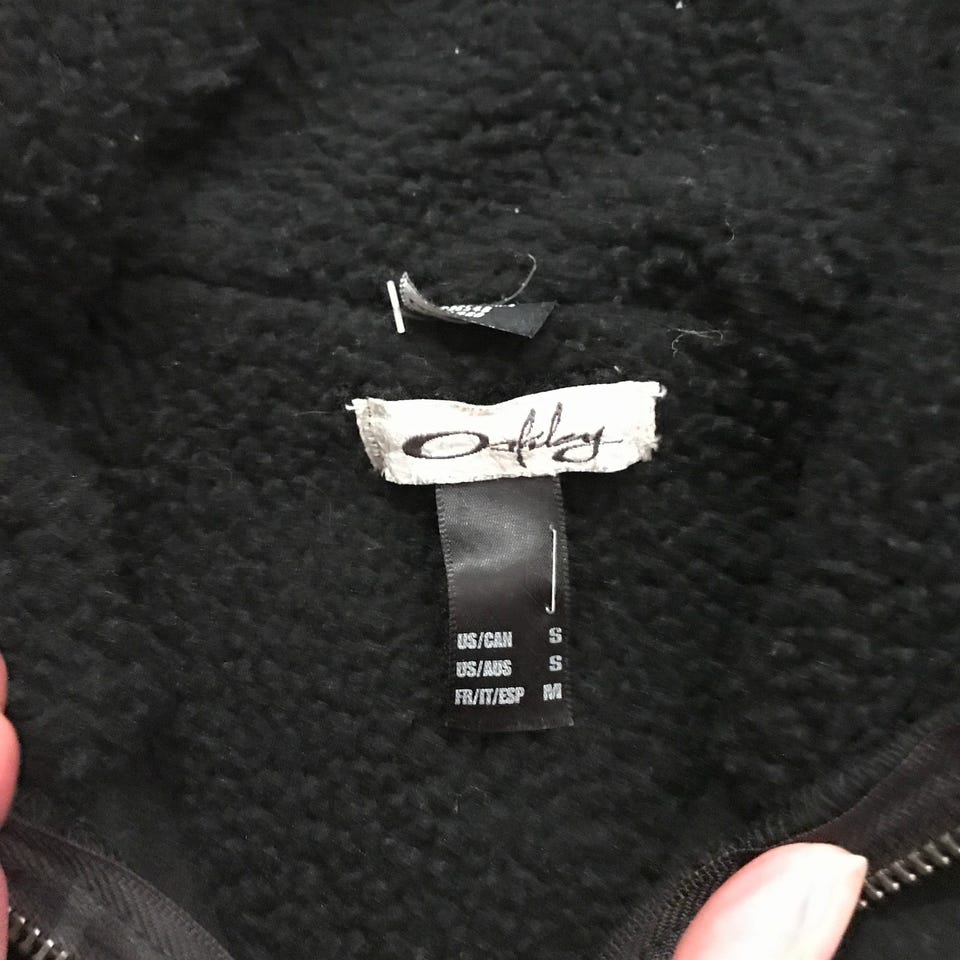 Oakley
US/CAN S
US/AUS S
FR/IT/ESP M